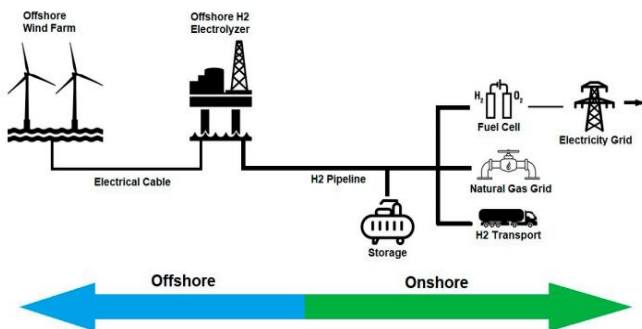 Offshore
Wind Farm
Offshore H2
Electrolyzer
H₂ O₂
Fuel Cell
Electricity Grid
Electrical Cable
H2 Pipeline
Natural Gas Grid
Storage
H2 Transport
Offshore
Onshore